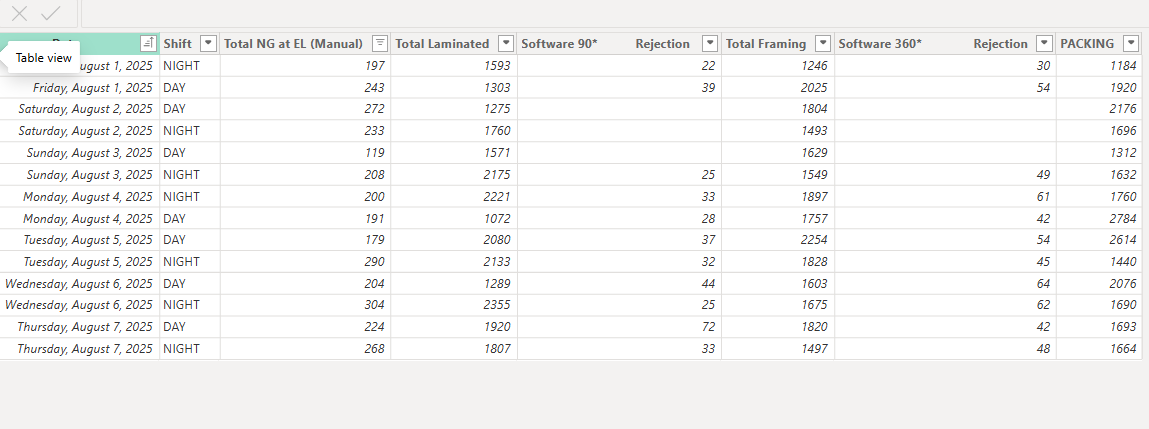 Shift Total NG at EL (Manual) Total Laminated Software 90* Rejection Total Framing Software 360* Rejection PACKING
Table view
ugust 1, 2025 NIGHT 197 1593 22 1246 30 1184
Friday, August 1, 2025 DAY 243 1303 39 2025 54 1920
Saturday, August 2, 2025 DAY 272 1275 1804 2176
Saturday, August 2, 2025 NIGHT 233 1760 1493 1696
Sunday, August 3, 2025 DAY 119 1571 1629 1312
Sunday, August 3, 2025 NIGHT 208 2175 25 1549 49 1632
Monday, August 4, 2025 NIGHT 200 2221 33 1897 61 1760
Monday, August 4, 2025 DAY 191 1072 28 1757 42 2784
Tuesday, August 5, 2025 DAY 179 2080 37 2254 54 2614
Tuesday, August 5, 2025 NIGHT 290 2133 32 1828 45 1440
Wednesday, August 6, 2025 DAY 204 1289 44 1603 64 2076
Wednesday, August 6, 2025 NIGHT 304 2355 25 1675 62 1690
Thursday, August 7, 2025 DAY 224 1920 72 1820 42 1693
Thursday, August 7, 2025 NIGHT 268 1807 33 1497 48 1664